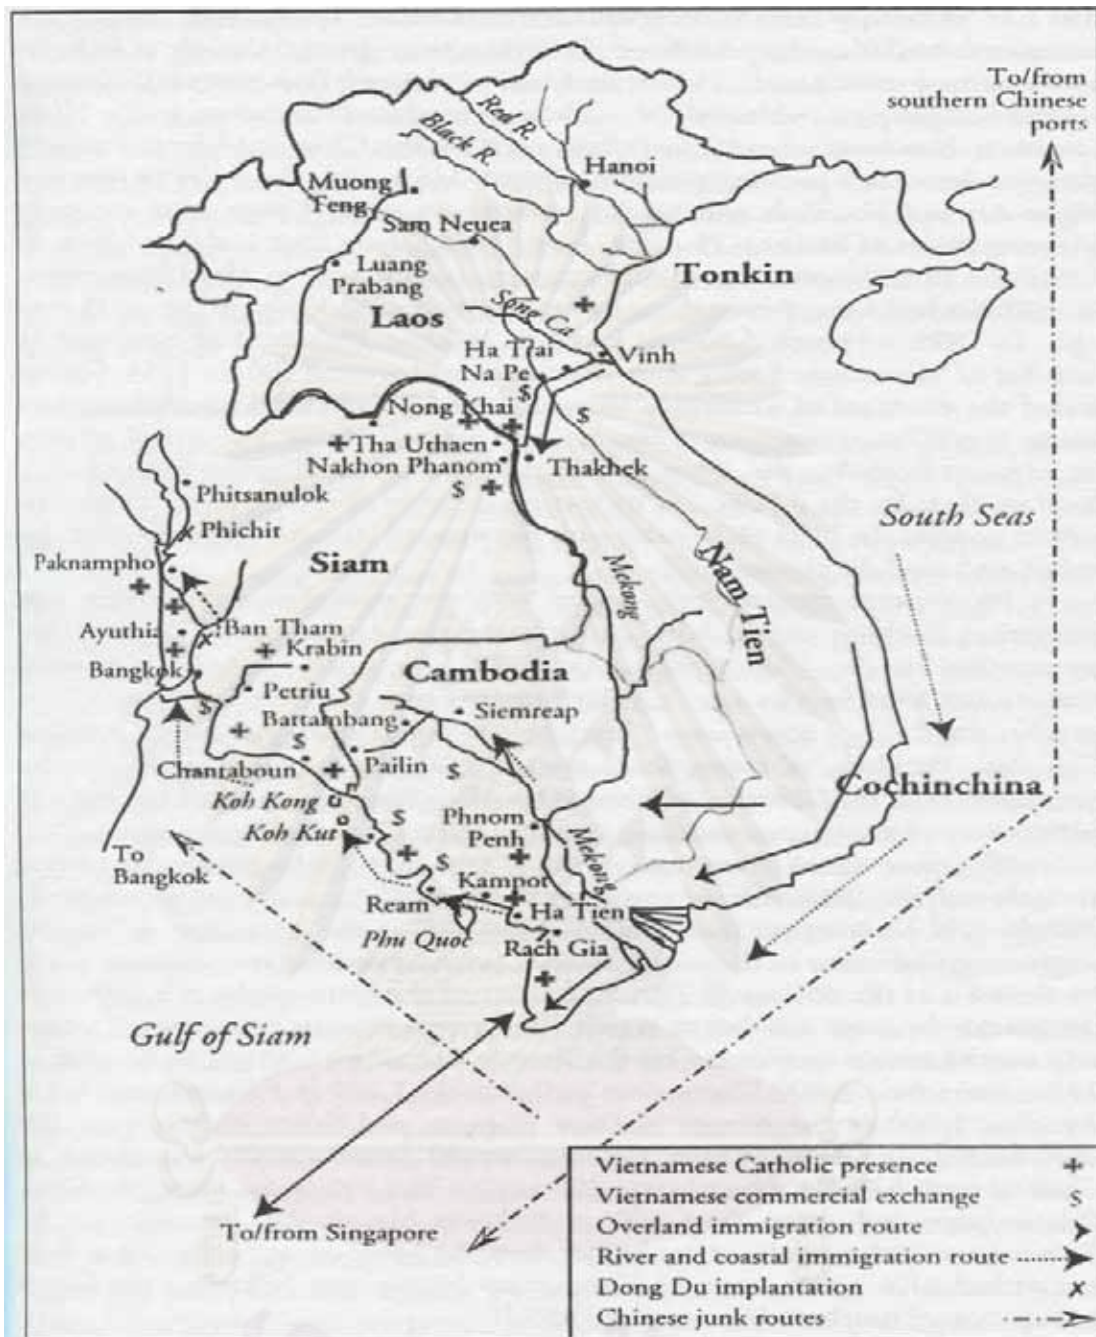 To/from
southern Chinese
ports
Red R.
Black R.
Hanoi
Muong
Teng
Sam Neuea
Luang
Prabang
Tonkin
Laos
Song Ca
Ha Trai
Vinh
Na Pe
$
$
Nong Khai
Tha Uthaen
Nakhon Phanom
Thakhek
$
Phitsanulok
Phichit
South Seas
Paknampho
Siam
Mekong
Nam Tien
Ayuthia
Ban Tham
Krabin
Bangkok
Cambodia
Petriu
$
Battambang
Siemreap
$
Pailin
Chantaboun
$
Cochinchina
Koh Kong
Koh Kut
Phnom
Penh
$
$
Mekong
To
Bangkok
Kampot
Ream
Ha Tien
Phu Quoc
Rach Gia
Gulf of Siam
To/from Singapore
Vietnamese Catholic presence +
Vietnamese commercial exchange $
Overland immigration route
River and coastal immigration route
Dong Du implantation x
Chinese junk routes